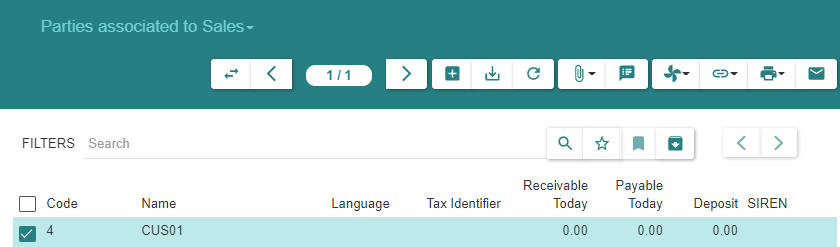 Parties associated to Sales
1 / 1
FILTERS Search
Code Name Language Tax Identifier Receivable Today Payable Today Deposit SIREN
4 CUS01 0.00 0.00 0.00